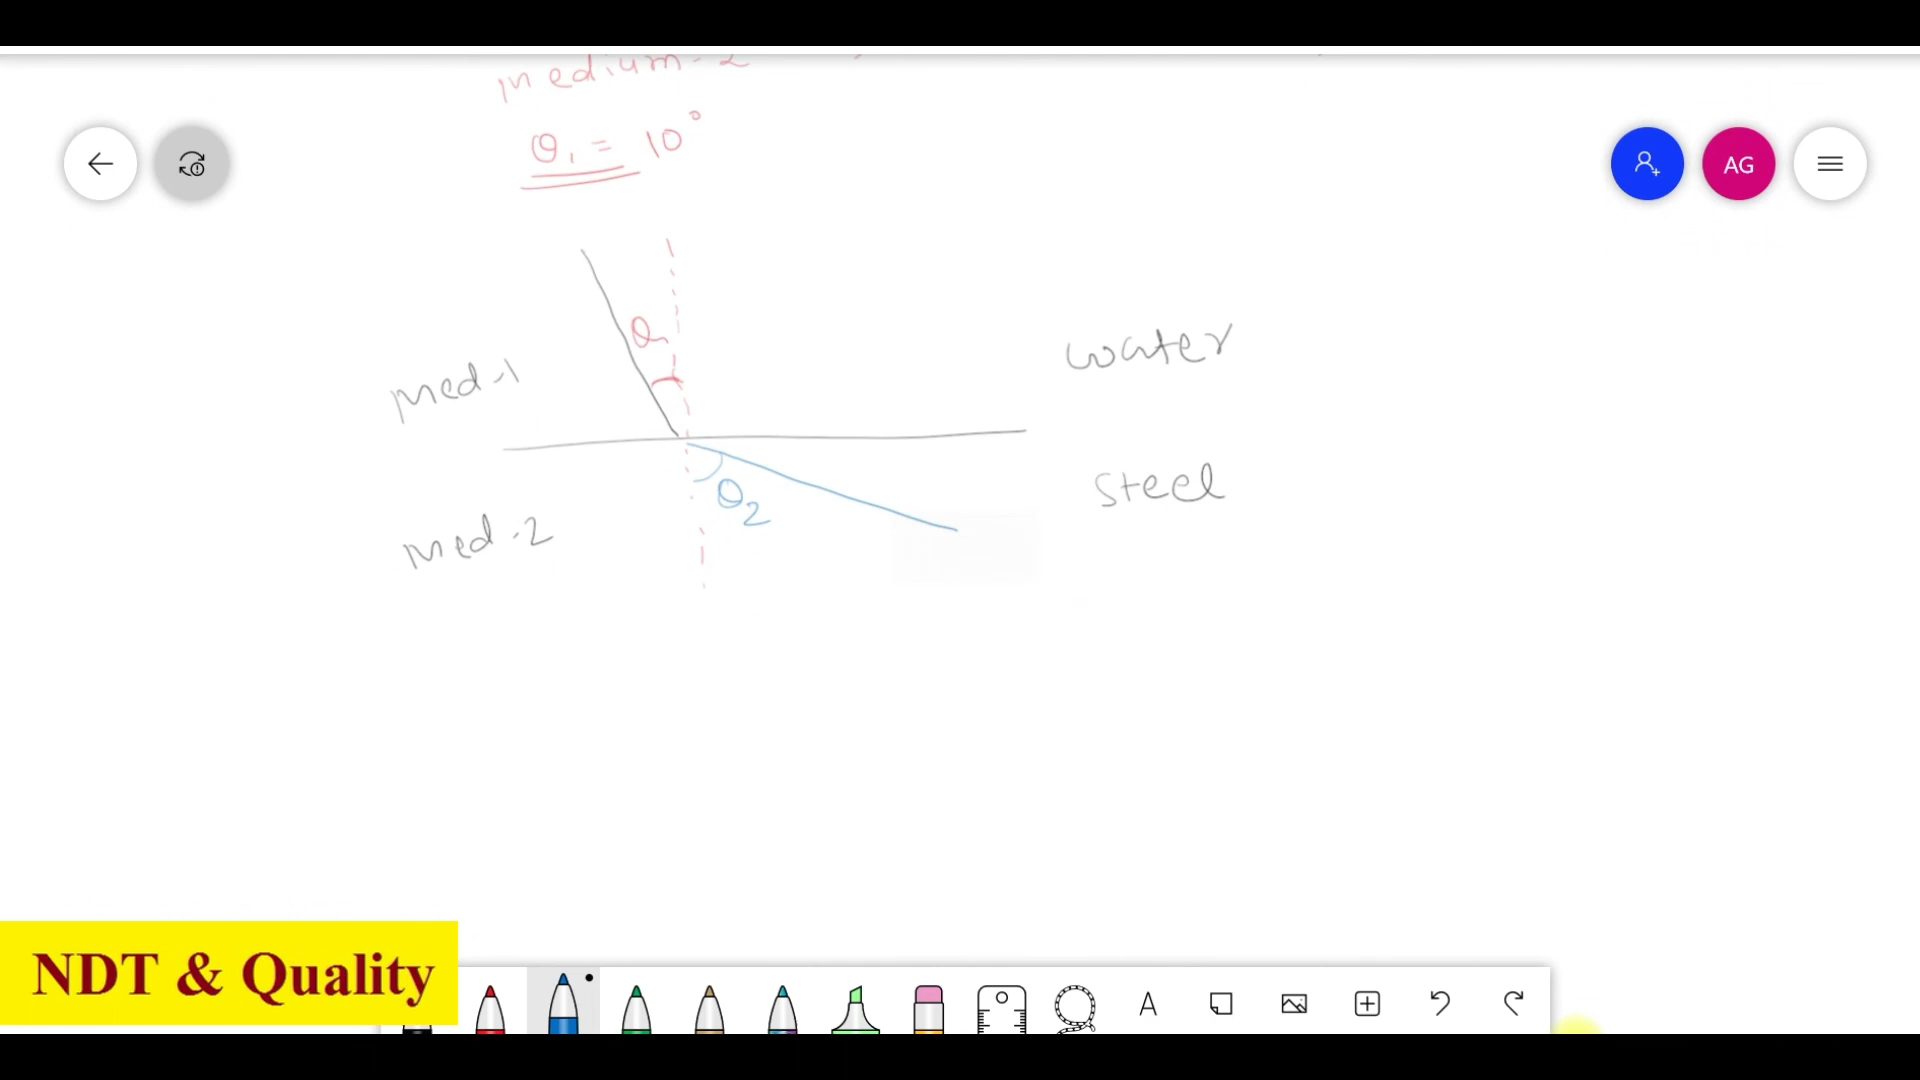 medium-2
θ₁ = 10°
AG
θ₁
med-1
water
θ2
steel
med-2
NDT & Quality
A